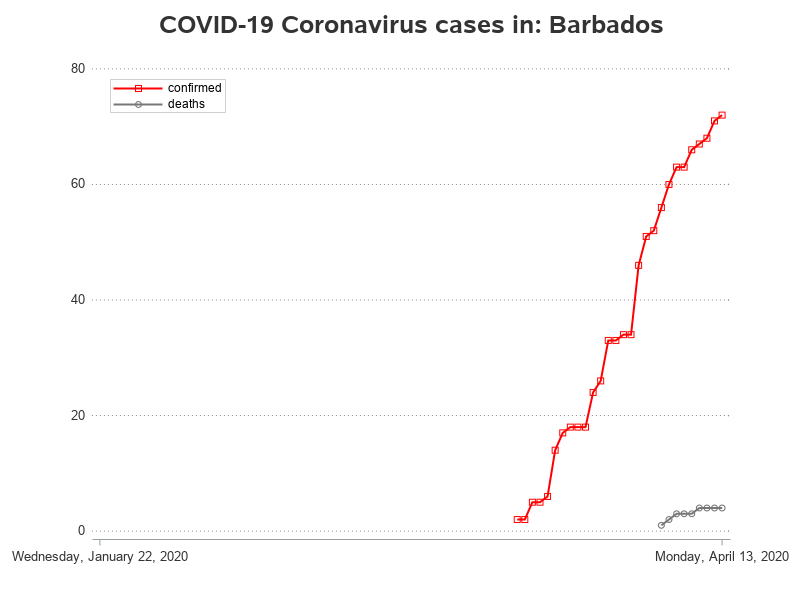 COVID-19 Coronavirus cases in: Barbados
80
confirmed
deaths
60
40
20
0
Wednesday, January 22, 2020
Monday, April 13, 2020